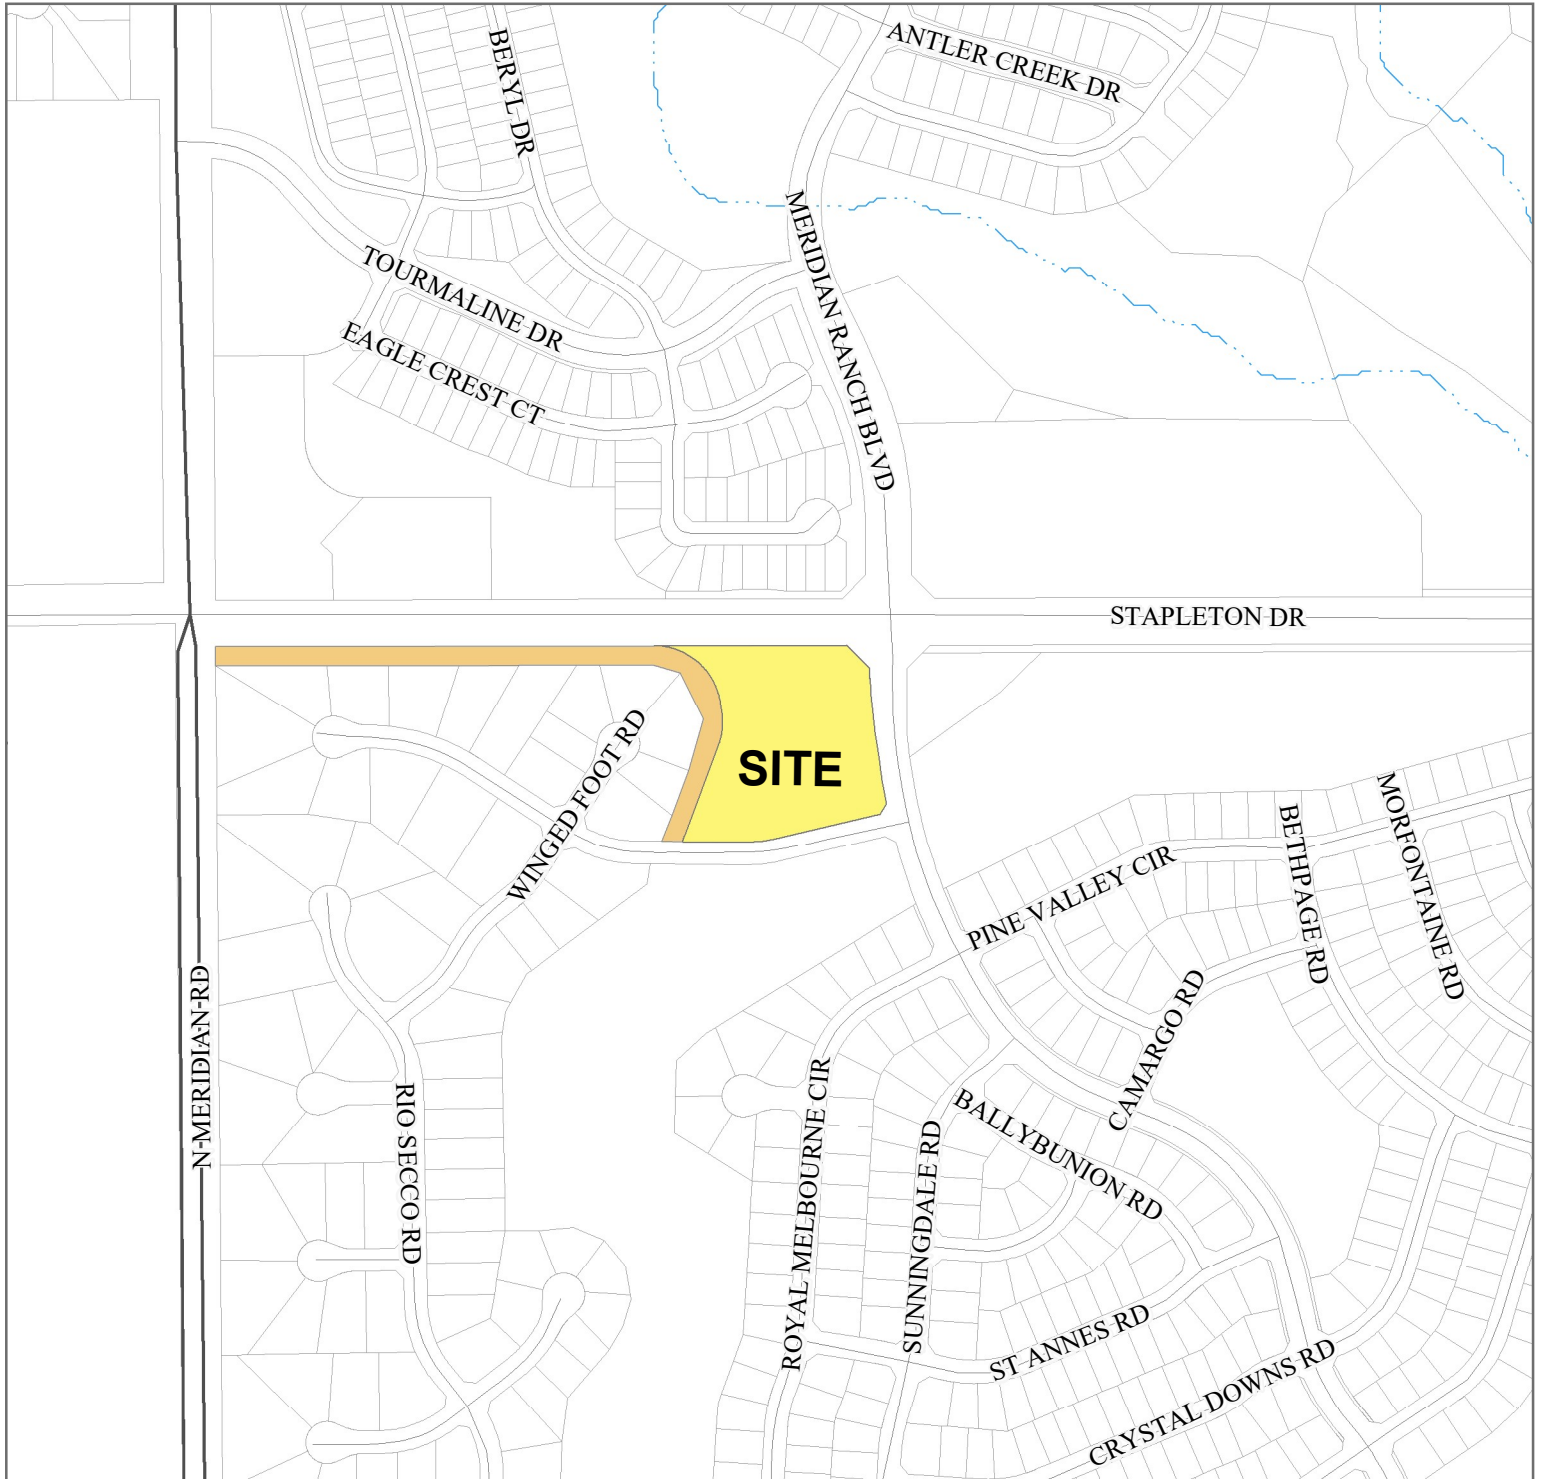 ANTLER CREEK DR
BERYL DR
MERIDIAN RANCH BLVD
TOURMALINE DR
EAGLE CREST CT
STAPLETON DR
SITE
WINGED FOOT RD
MORFONTAINE RD
BETHPAGE RD
PINE VALLEY CIR
N MERIDIAN RD
CAMARGO RD
RIO SECCO RD
ROYAL MELBOURNE CIR
BALLYBUNION RD
SUNNINGDALE RD
ST ANNES RD
CRYSTAL DOWNS RD